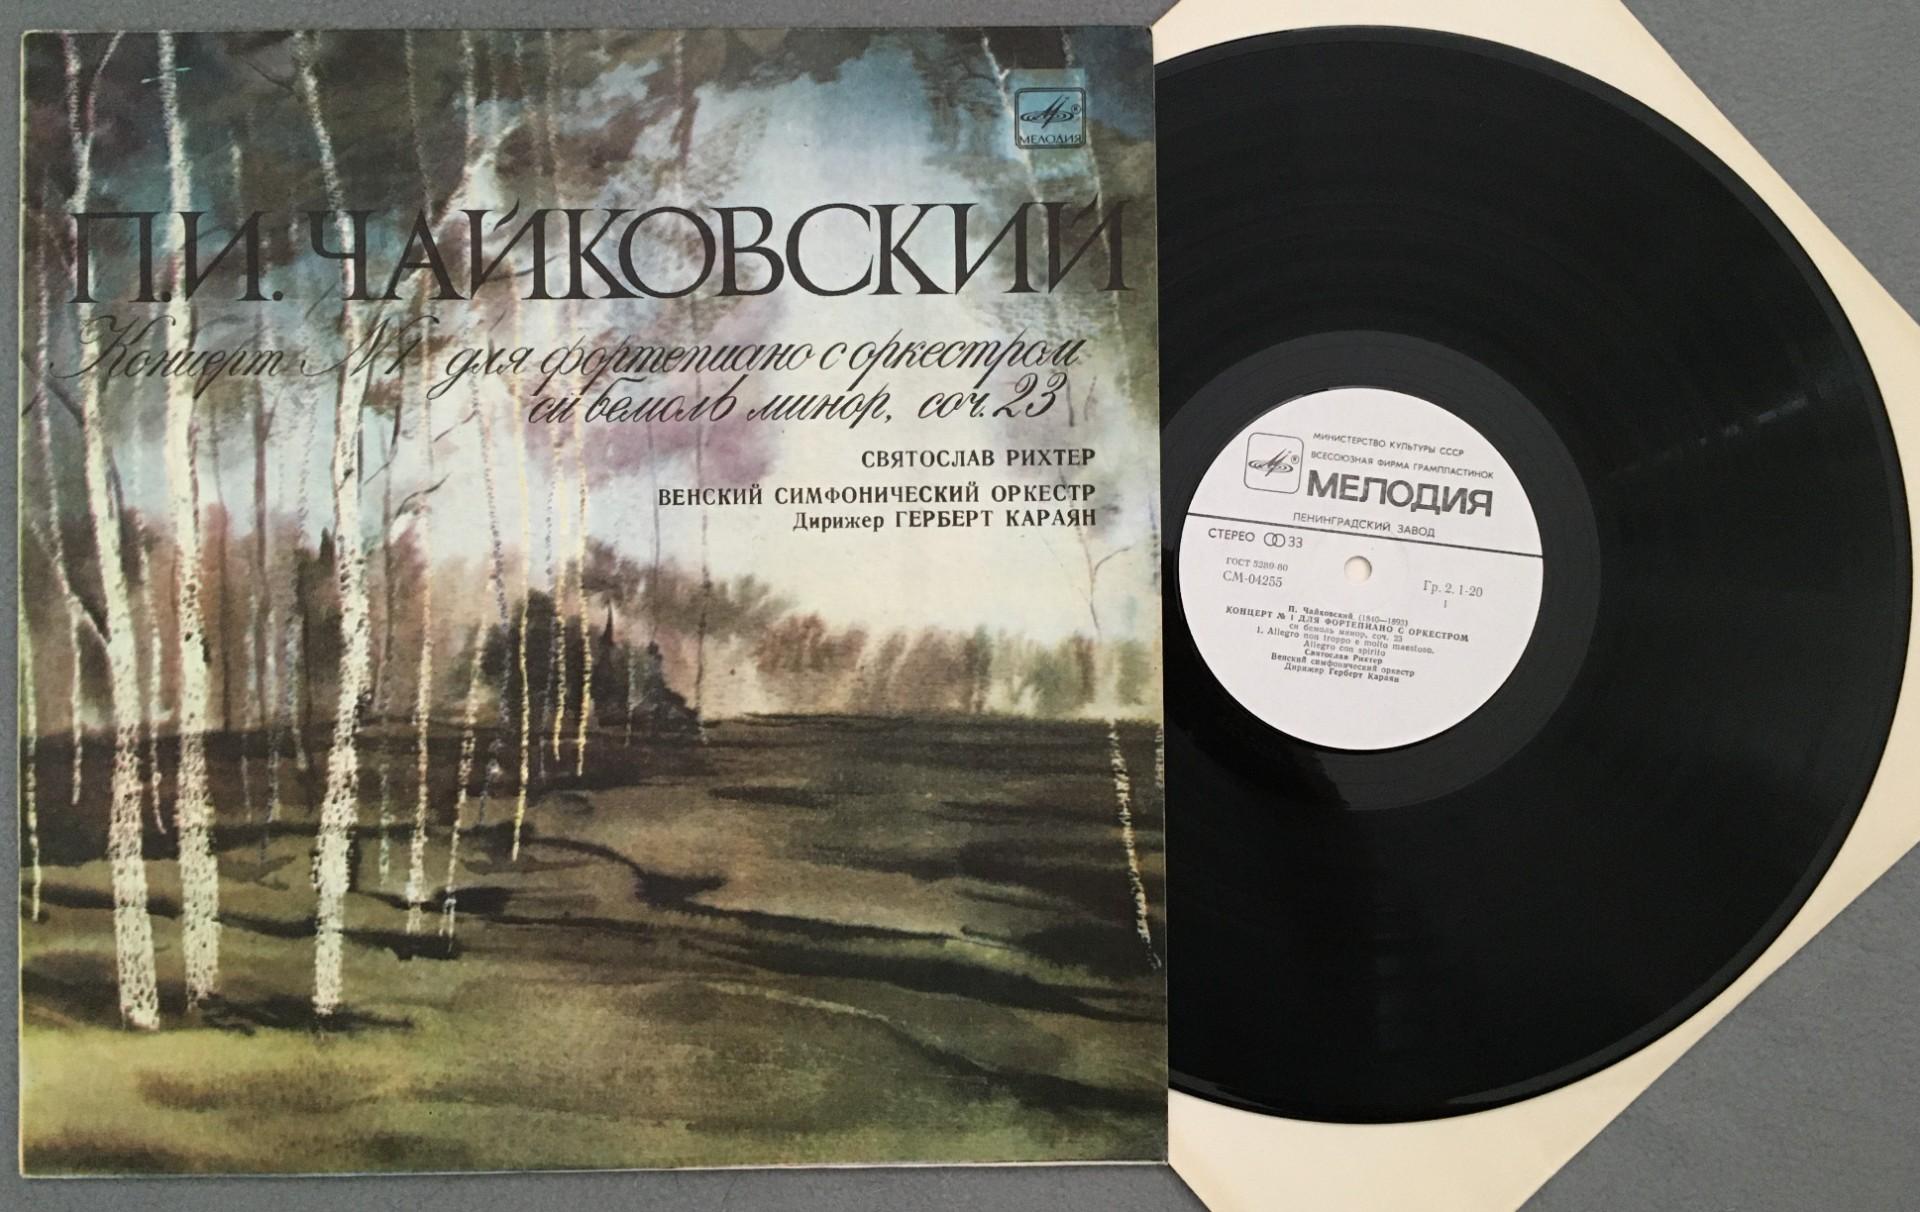 МЕЛОДИЯ
П.И. ЧАЙКОВСКИЙ
Концерт №1 для фортепиано с оркестром
си бемоль минор, соч. 23
СВЯТОСЛАВ РИХТЕР
ВЕНСКИЙ СИМФОНИЧЕСКИЙ ОРКЕСТР
Дирижер ГЕРБЕРТ КАРАЯН
МИНИСТЕРСТВО КУЛЬТУРЫ СССР
ВСЕСОЮЗНАЯ ФИРМА ГРАМПЛАСТИНОК
МЕЛОДИЯ
ЛЕНИНГРАДСКИЙ ЗАВОД
СТЕРЕО 33
ГОСТ 5289-80
СМ-04255
Гр. 2. 1-20
1
П. Чайковский (1840—1893)
КОНЦЕРТ № 1 ДЛЯ ФОРТЕПИАНО С ОРКЕСТРОМ
си бемоль минор, соч. 23
1. Allegro non troppo e molto maestoso.
Allegro con spirito
Святослав Рихтер
Венский симфонический оркестр
Дирижер Герберт Караян